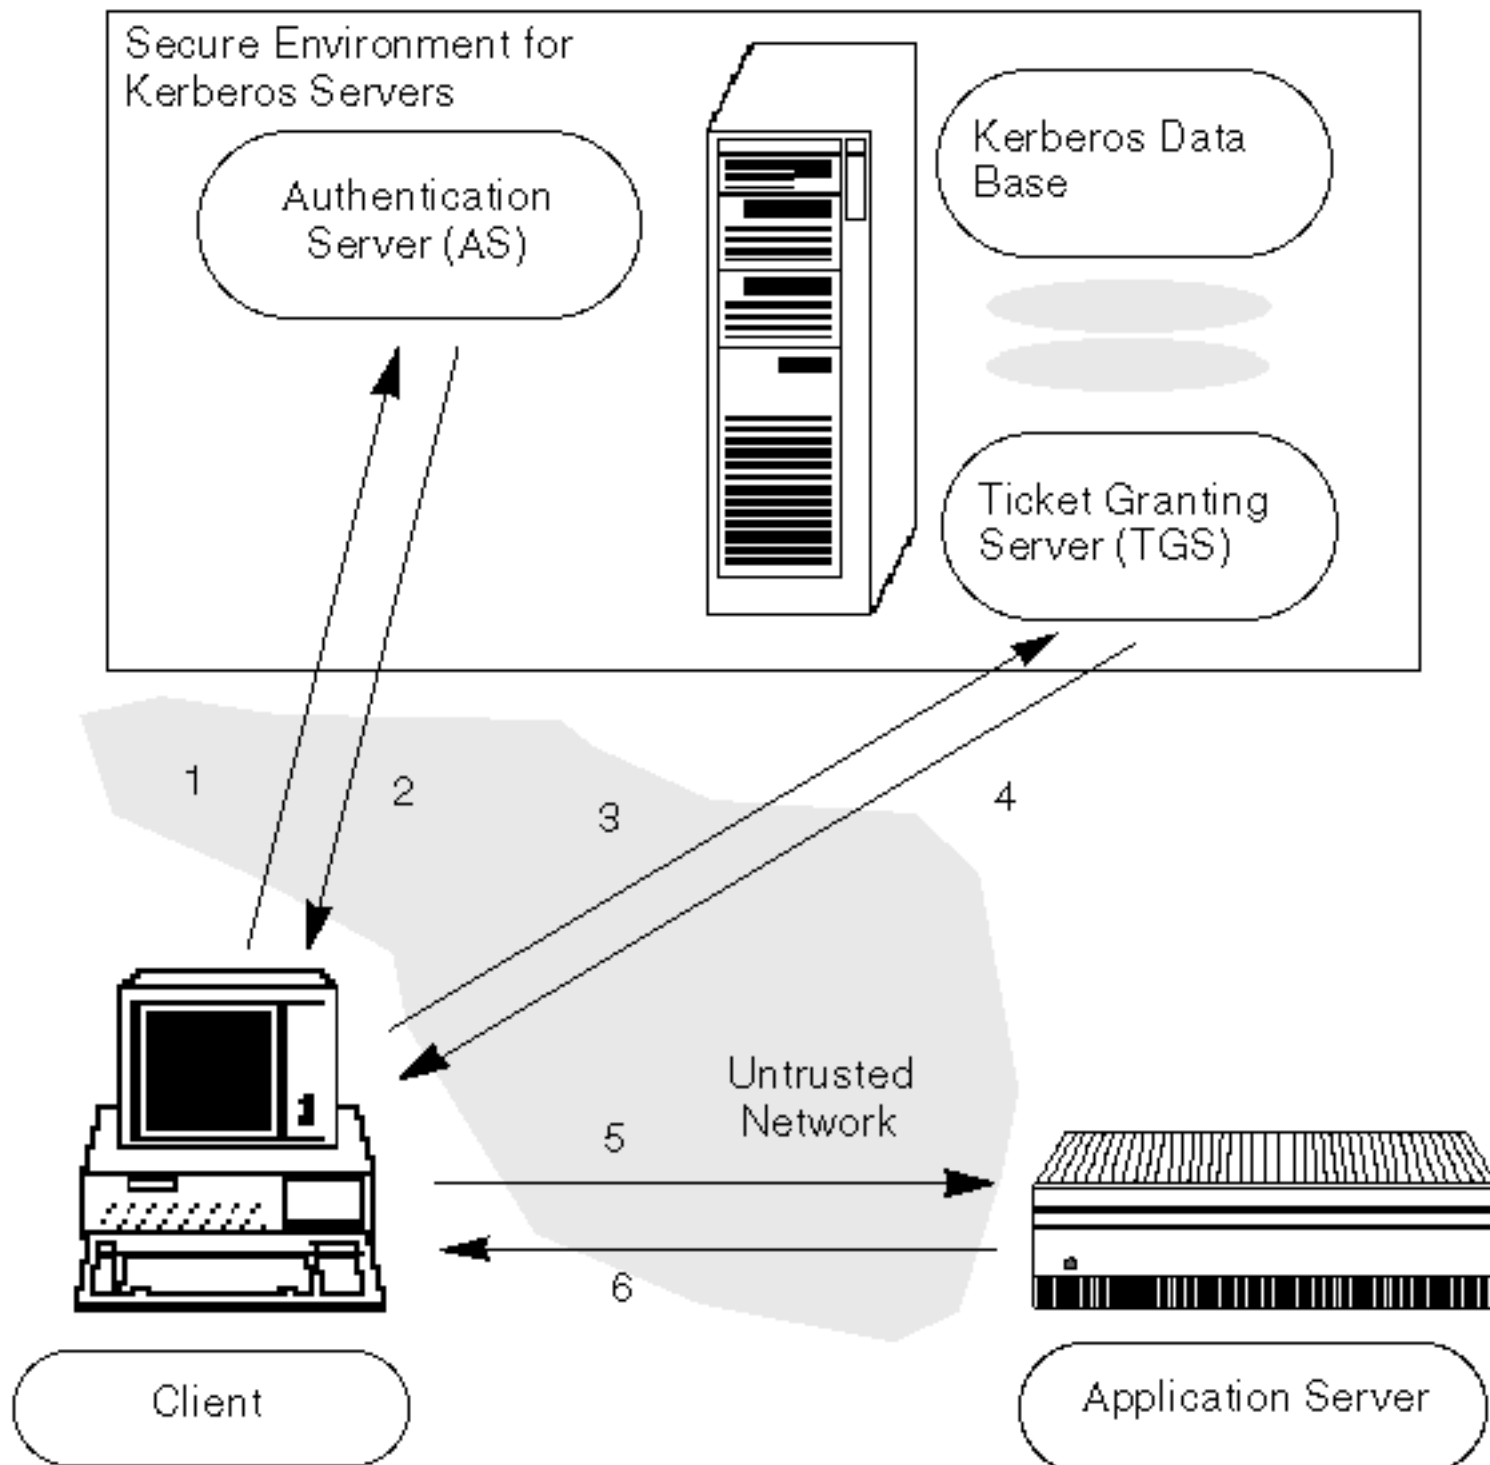 Secure Environment for
Kerberos Servers
Authentication
Server (AS)
Kerberos Data
Base
Ticket Granting
Server (TGS)
1
2
3
4
Untrusted
Network
5
6
Client
Application Server